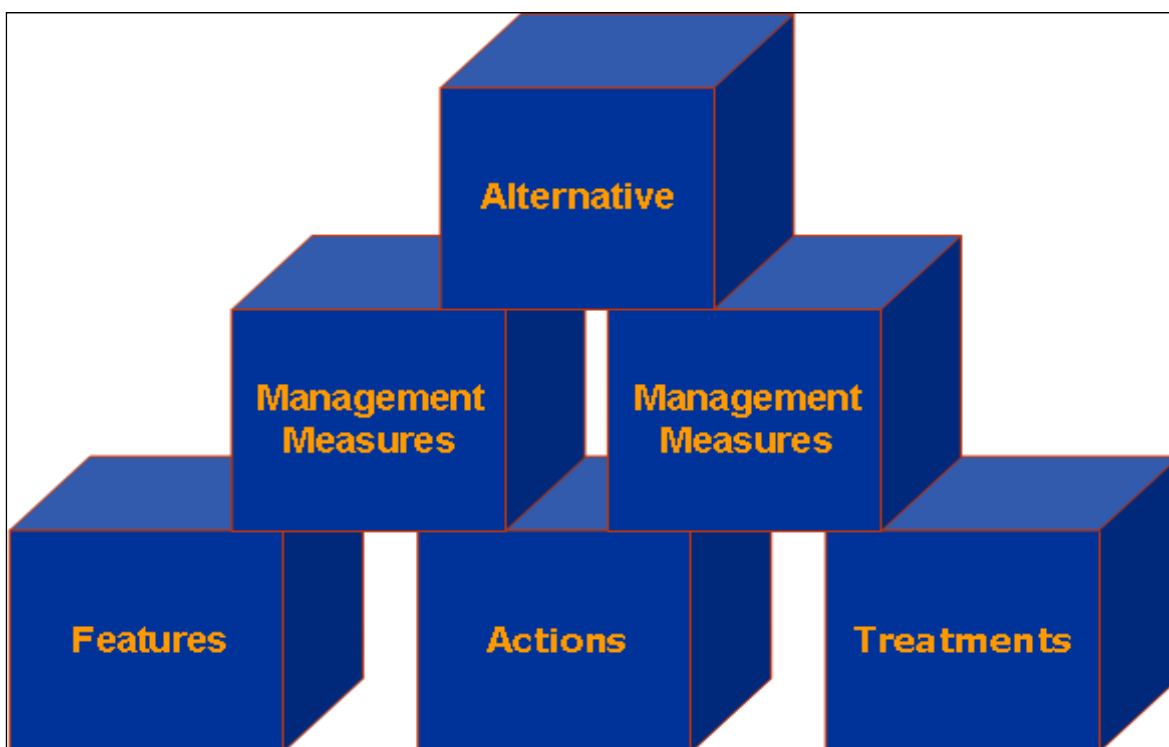 Alternative
Management
Measures
Management
Measures
Features
Actions
Treatments